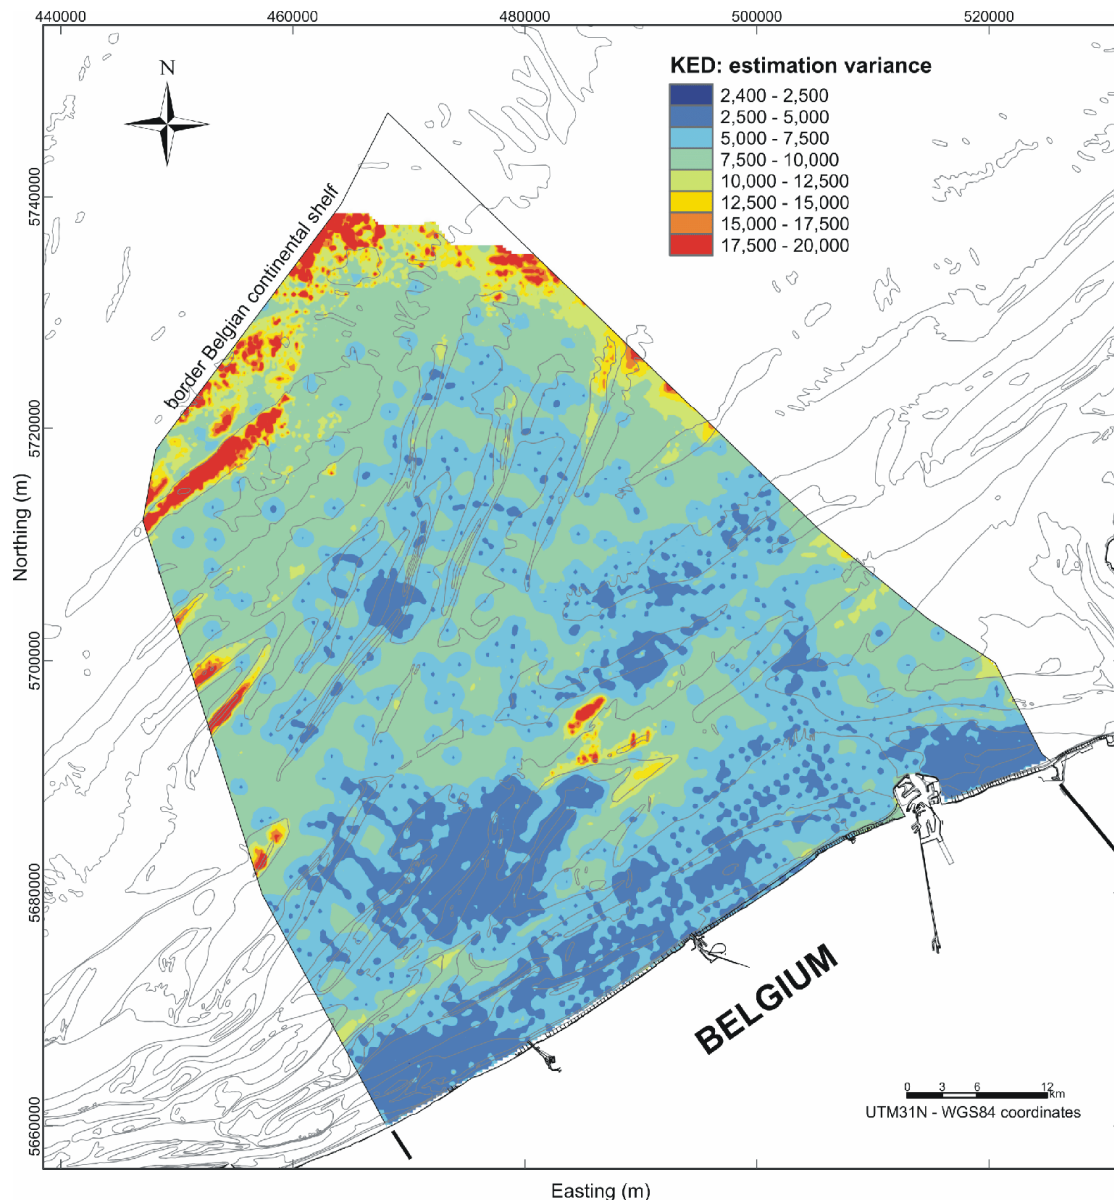 440000 460000 480000 500000 520000
N
KED: estimation variance
2,400 - 2,500
2,500 - 5,000
5,000 - 7,500
7,500 - 10,000
10,000 - 12,500
12,500 - 15,000
15,000 - 17,500
17,500 - 20,000
border Belgian continental shelf
5740000
5720000
5700000
5680000
5660000
Northing (m)
BELGIUM
0 3 6 12
km
UTM31N - WGS84 coordinates
Easting (m)